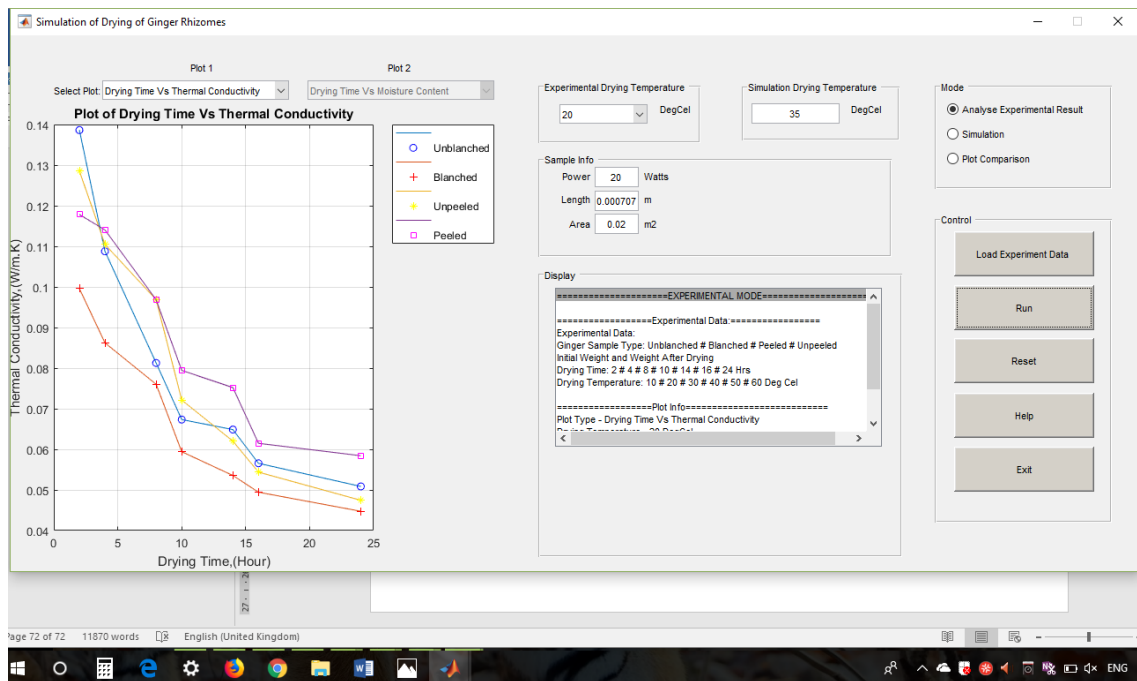 Simulation of Drying of Ginger Rhizomes
Plot 1
Plot 2
Select Plot: Drying Time Vs Thermal Conductivity
Drying Time Vs Moisture Content
Plot of Drying Time Vs Thermal Conductivity
Thermal Conductivity,(W/m.K)
0.14
0.13
0.12
0.11
0.1
0.09
0.08
0.07
0.06
0.05
0.04
0
5
10
15
20
25
Drying Time,(Hour)
Unblanched
Blanched
Unpeeled
Peeled
Experimental Drying Temperature
20
DegCel
Simulation Drying Temperature
35
DegCel
Sample Info
Power 20 Watts
Length 0.000707 m
Area 0.02 m2
Display
====================EXPERIMENTAL MODE===================
=================Experimental Data:================
Experimental Data:
Ginger Sample Type: Unblanched # Blanched # Peeled # Unpeeled
Initial Weight and Weight After Drying
Drying Time: 2 # 4 # 8 # 10 # 14 # 16 # 24 Hrs
Drying Temperature: 10 # 20 # 30 # 40 # 50 # 60 Deg Cel
=================Plot Info==========================
Plot Type - Drying Time Vs Thermal Conductivity
Mode
Analyse Experimental Result
Simulation
Plot Comparison
Control
Load Experiment Data
Run
Reset
Help
Exit
27 · 1 · 26
Page 72 of 72
11870 words
English (United Kingdom)
ENG